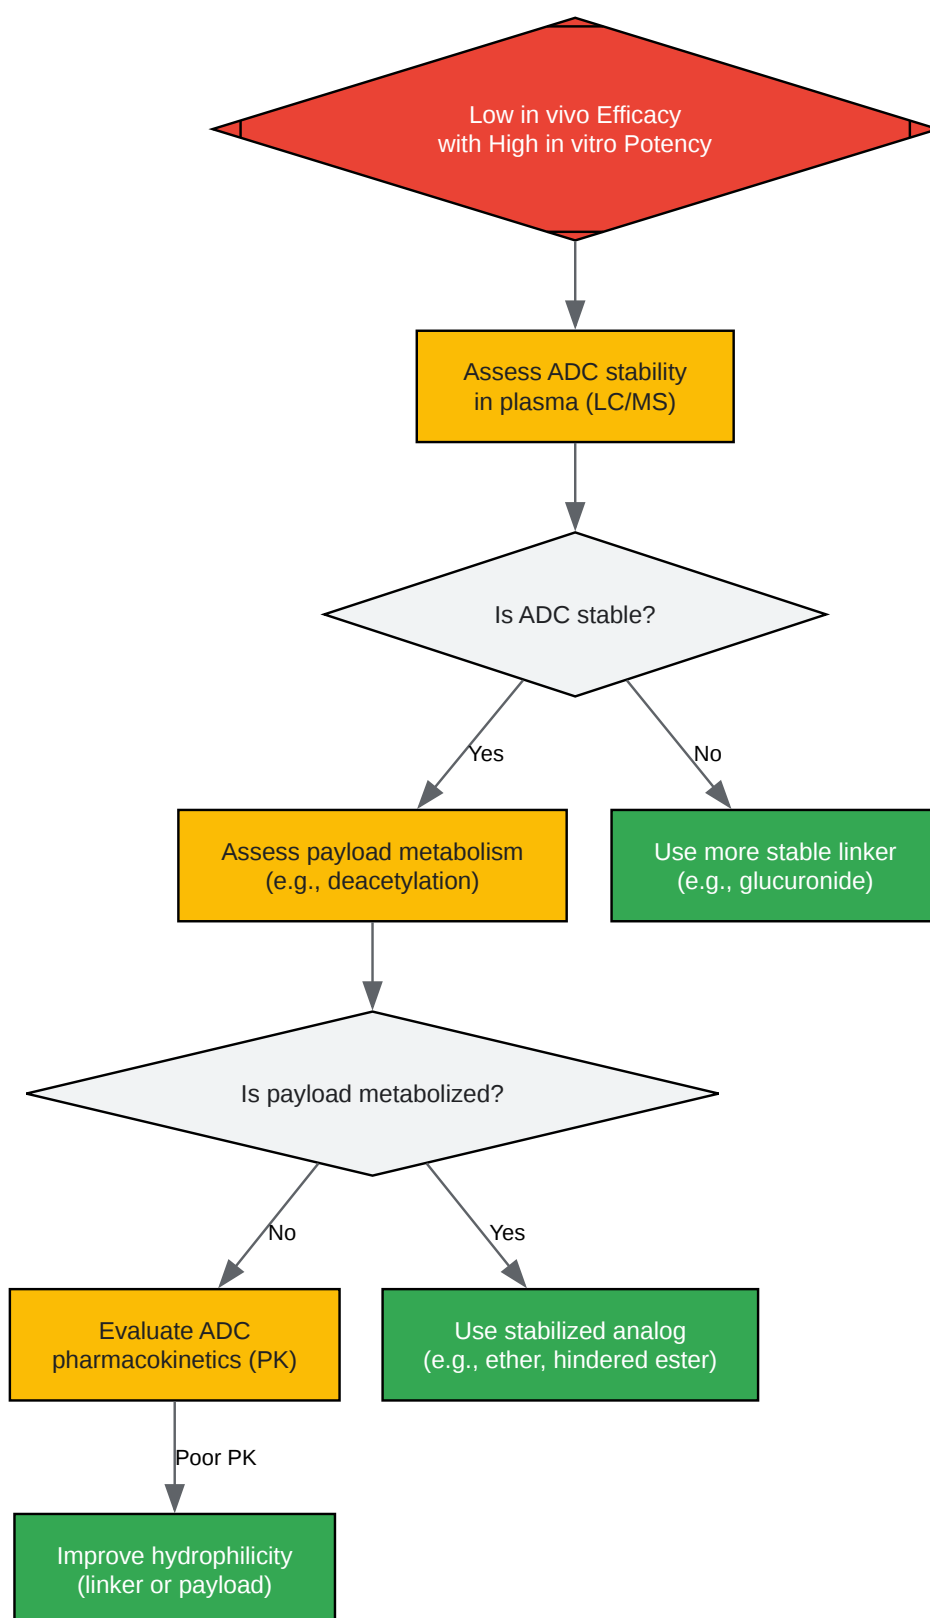 Low in vivo Efficacy
with High in vitro Potency
Assess ADC stability
in plasma (LC/MS)
Is ADC stable?
Yes
No
Assess payload metabolism
(e.g., deacetylation)
Use more stable linker
(e.g., glucuronide)
Is payload metabolized?
No
Yes
Evaluate ADC
pharmacokinetics (PK)
Use stabilized analog
(e.g., ether, hindered ester)
Poor PK
Improve hydrophilicity
(linker or payload)